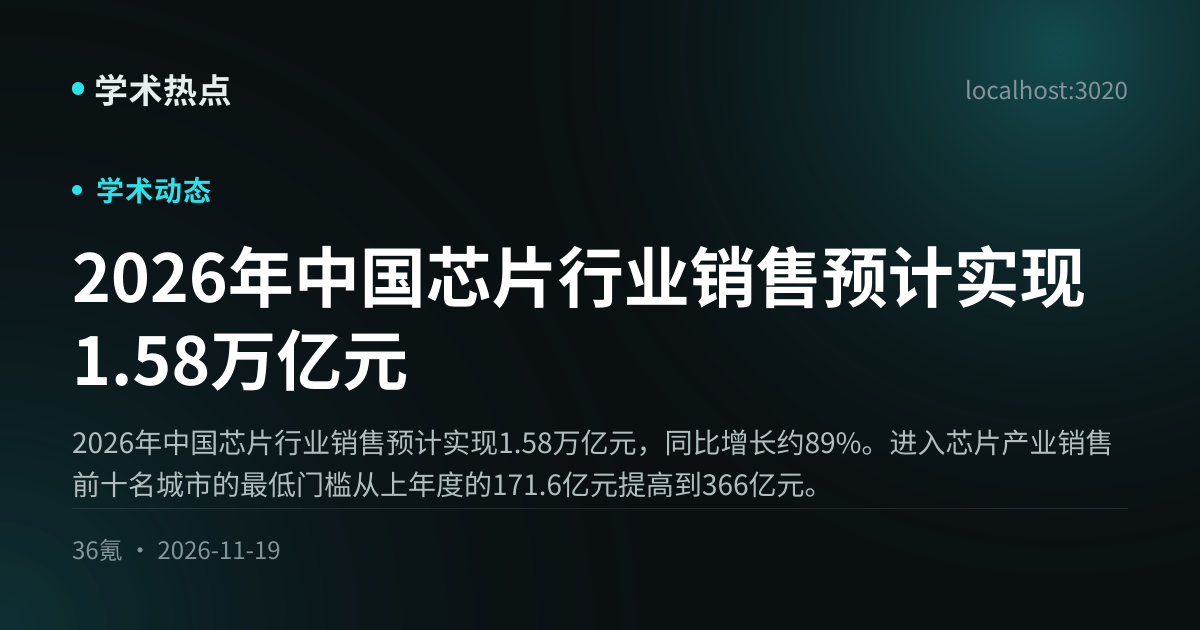 学术热点
localhost:3020
学术动态
2026年中国芯片行业销售预计实现
1.58万亿元
2026年中国芯片行业销售预计实现1.58万亿元，同比增长约89%。进入芯片产业销售
前十名城市的最低门槛从上年度的171.6亿元提高到366亿元。
36氪 · 2026-11-19